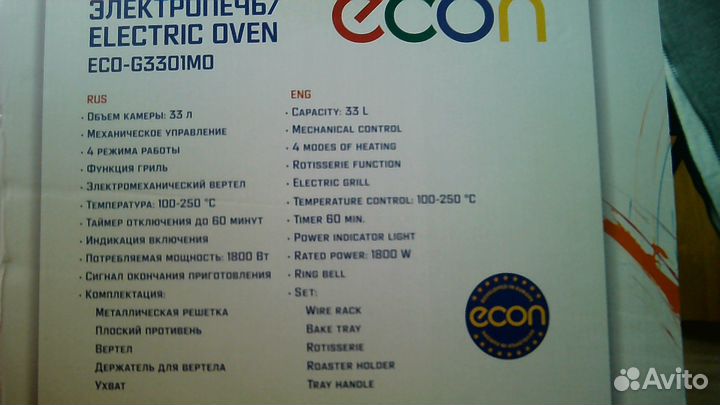 ЭЛЕКТРОПЕЧЬ/
ELECTRIC OVEN
ECO-G3301MO
econ
RUS
· Объем камеры: 33 л
· Механическое управление
· 4 режима работы
· Функция гриль
· Электромеханический вертел
· Температура: 100-250 °C
· Таймер отключения до 60 минут
· Индикация включения
· Потребляемая мощность: 1800 Вт
· Сигнал окончания приготовления
· Комплектация:
Металлическая решетка
Плоский противень
Вертел
Держатель для вертела
Ухват
ENG
· Capacity: 33 L
· Mechanical control
· 4 modes of heating
· Rotisserie function
· Electric grill
· Temperature control: 100-250 °C
· Timer 60 min.
· Power indicator light
· Rated power: 1800 W
· Ring bell
· Set:
Wire rack
Bake tray
Rotisserie
Roaster holder
Tray handle
econ
Avito